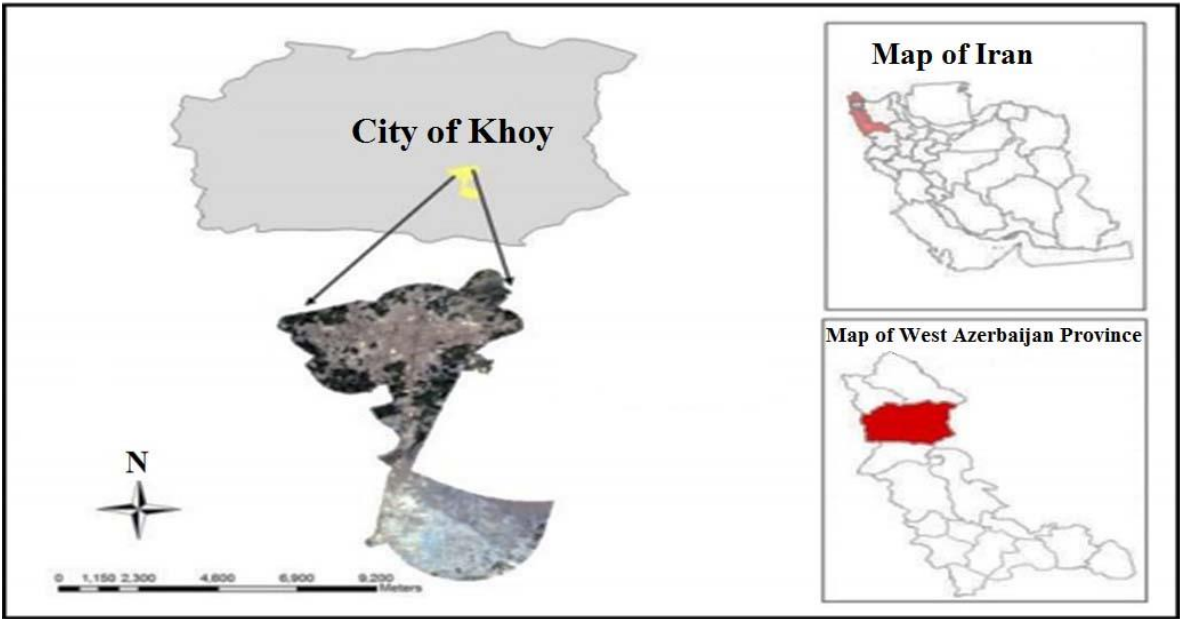 Map of Iran
City of Khoy
Map of West Azerbaijan Province
N
0 1,150 2,300 4,600 6,900 9,200
Meters